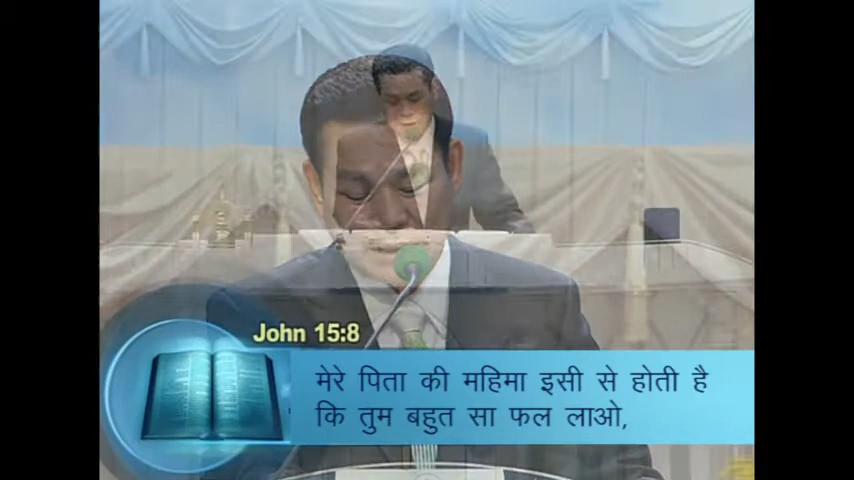 John 15:8
मेरे पिता की महिमा इसी से होती है
कि तुम बहुत सा फल लाओ,